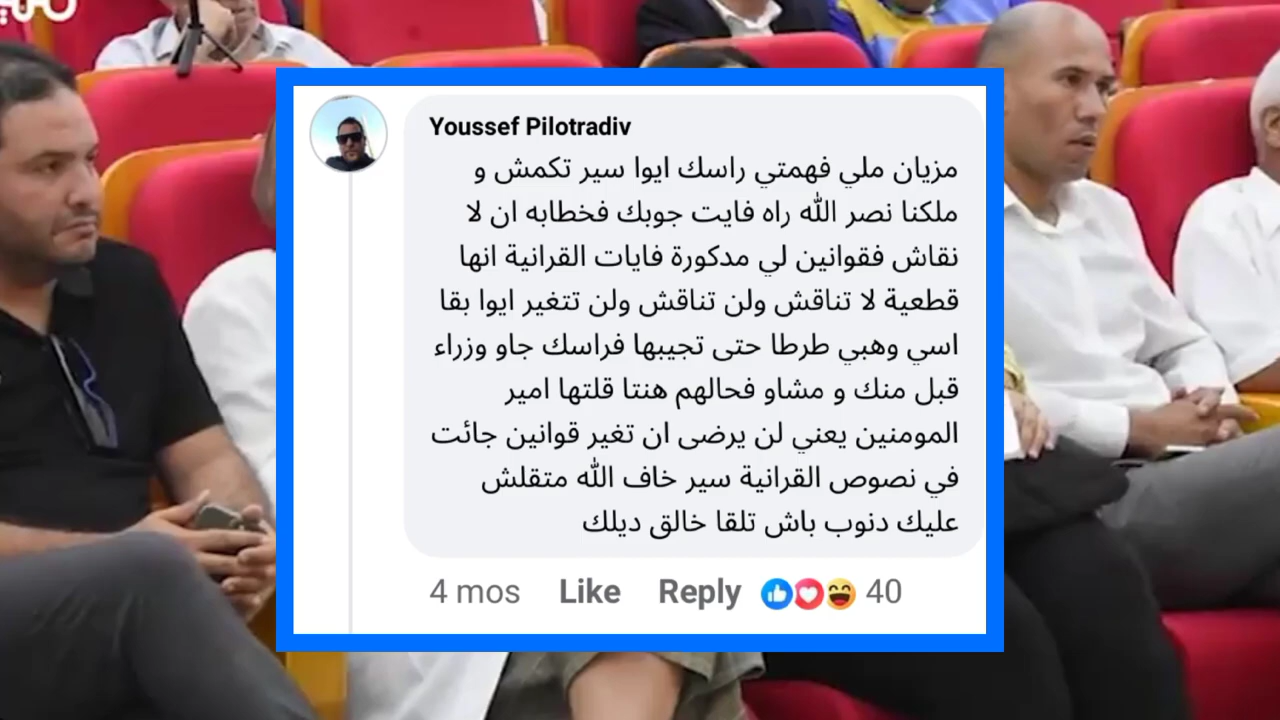 Youssef Pilotradiv
مزيان ملي فهمتي راسك ايوا سير تكمش و
ملكنا نصر الله راه فايت جوبك فخطابه ان لا
نقاش فقوانين لي مدكورة فايات القرانية انها
قطعية لا تناقش ولن تناقش ولن تتغير ايوا بقا
اسي وهبي طرطا حتى تجيبها فراسك جاو وزراء
قبل منك و مشاو فحالهم هنتا قلتها امير
المومنين يعني لن يرضى ان تغير قوانين جائت
في نصوص القرانية سير خاف الله متقلش
عليك دنوب باش تلقا خالق ديلك
4 mos Like Reply 40